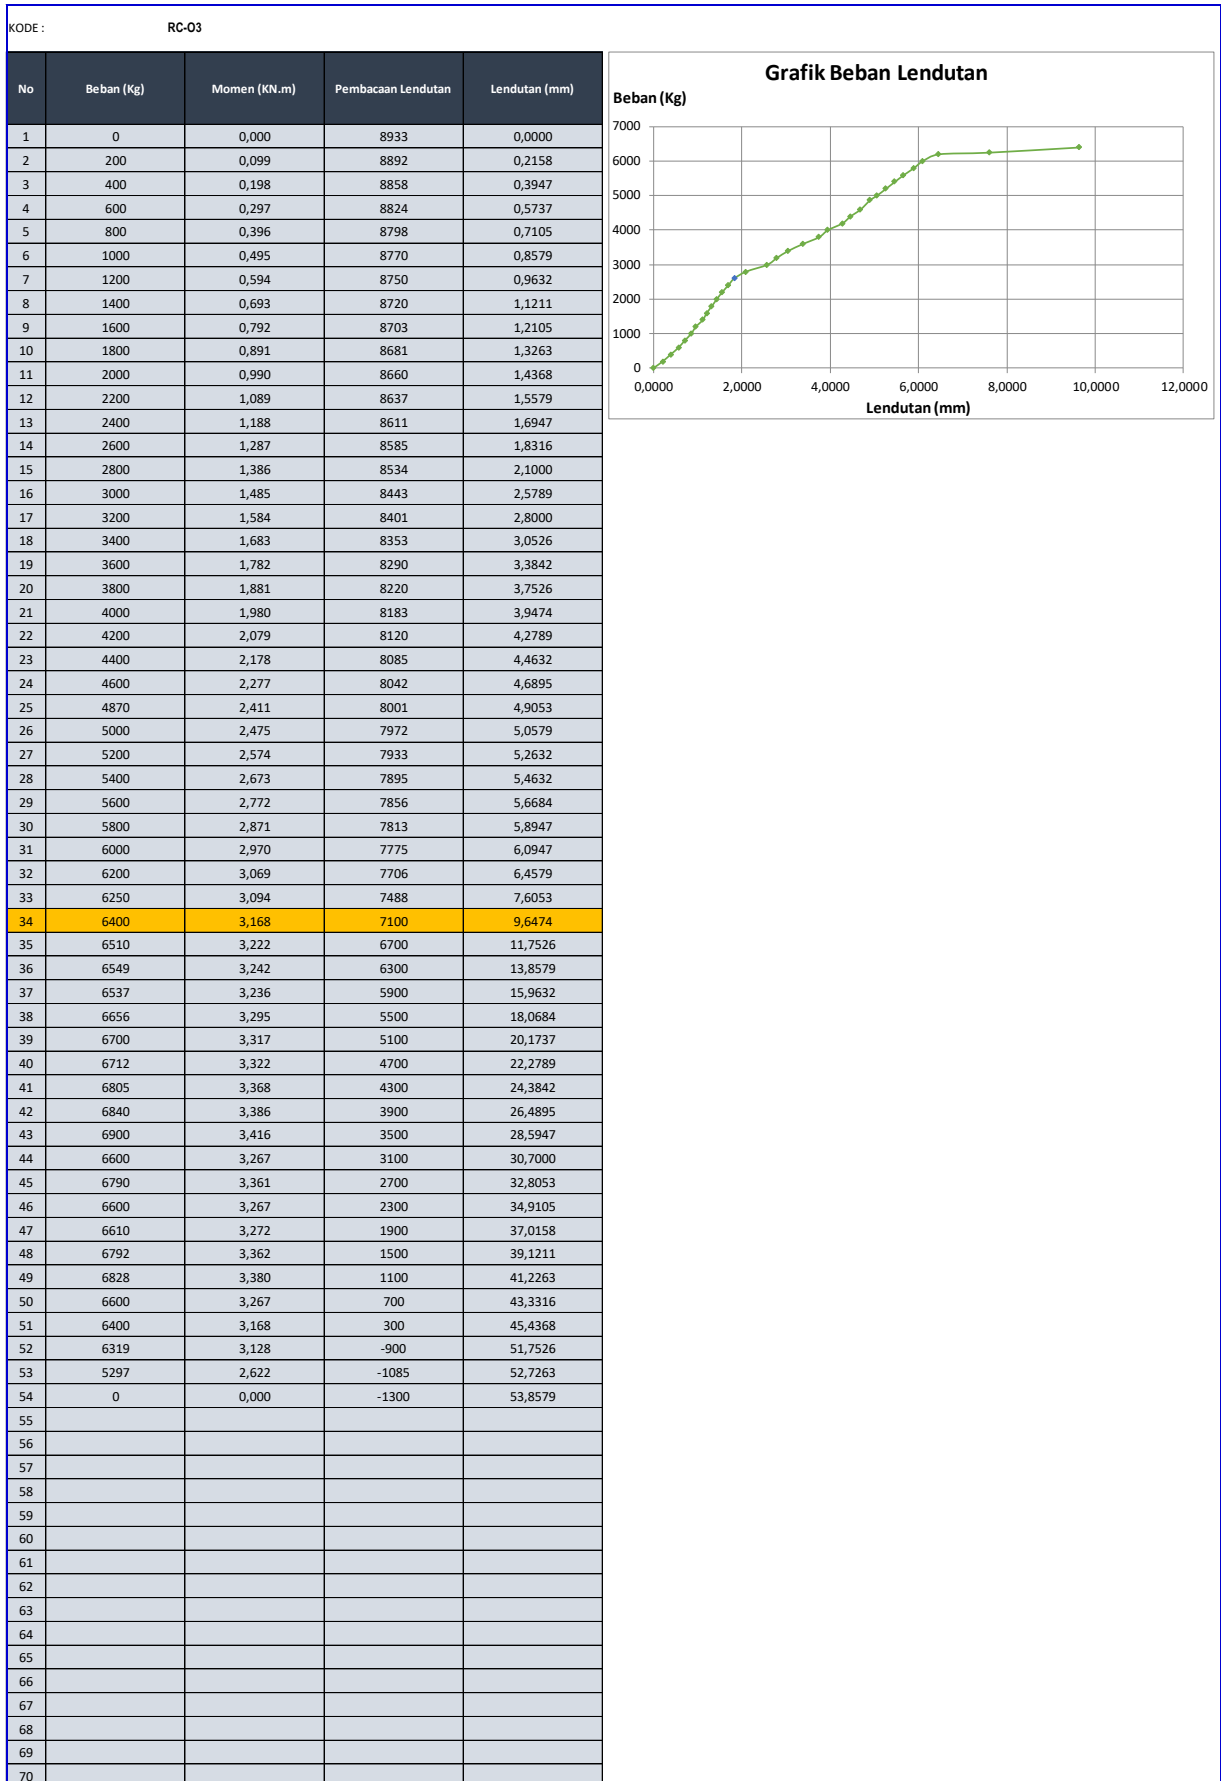 KODE : RC-O3
No Beban (Kg) Momen (KN.m) Pembacaan Lendutan Lendutan (mm)
1 0 0,000 8933 0,0000
2 200 0,099 8892 0,2158
3 400 0,198 8858 0,3947
4 600 0,297 8824 0,5737
5 800 0,396 8798 0,7105
6 1000 0,495 8770 0,8579
7 1200 0,594 8750 0,9632
8 1400 0,693 8720 1,1211
9 1600 0,792 8703 1,2105
10 1800 0,891 8681 1,3263
11 2000 0,990 8660 1,4368
12 2200 1,089 8637 1,5579
13 2400 1,188 8611 1,6947
14 2600 1,287 8585 1,8316
15 2800 1,386 8534 2,1000
16 3000 1,485 8443 2,5789
17 3200 1,584 8401 2,8000
18 3400 1,683 8353 3,0526
19 3600 1,782 8290 3,3842
20 3800 1,881 8220 3,7526
21 4000 1,980 8183 3,9474
22 4200 2,079 8120 4,2789
23 4400 2,178 8085 4,4632
24 4600 2,277 8042 4,6895
25 4870 2,411 8001 4,9053
26 5000 2,475 7972 5,0579
27 5200 2,574 7933 5,2632
28 5400 2,673 7895 5,4632
29 5600 2,772 7856 5,6684
30 5800 2,871 7813 5,8947
31 6000 2,970 7775 6,0947
32 6200 3,069 7706 6,4579
33 6250 3,094 7488 7,6053
34 6400 3,168 7100 9,6474
35 6510 3,222 6700 11,7526
36 6549 3,242 6300 13,8579
37 6537 3,236 5900 15,9632
38 6656 3,295 5500 18,0684
39 6700 3,317 5100 20,1737
40 6712 3,322 4700 22,2789
41 6805 3,368 4300 24,3842
42 6840 3,386 3900 26,4895
43 6900 3,416 3500 28,5947
44 6600 3,267 3100 30,7000
45 6790 3,361 2700 32,8053
46 6600 3,267 2300 34,9105
47 6610 3,272 1900 37,0158
48 6792 3,362 1500 39,1211
49 6828 3,380 1100 41,2263
50 6600 3,267 700 43,3316
51 6400 3,168 300 45,4368
52 6319 3,128 -900 51,7526
53 5297 2,622 -1085 52,7263
54 0 0,000 -1300 53,8579
55
56
57
58
59
60
61
62
63
64
65
66
67
68
69
70
Grafik Beban Lendutan
Beban (Kg)
7000
6000
5000
4000
3000
2000
1000
0
0,0000 2,0000 4,0000 6,0000 8,0000 10,0000 12,0000
Lendutan (mm)